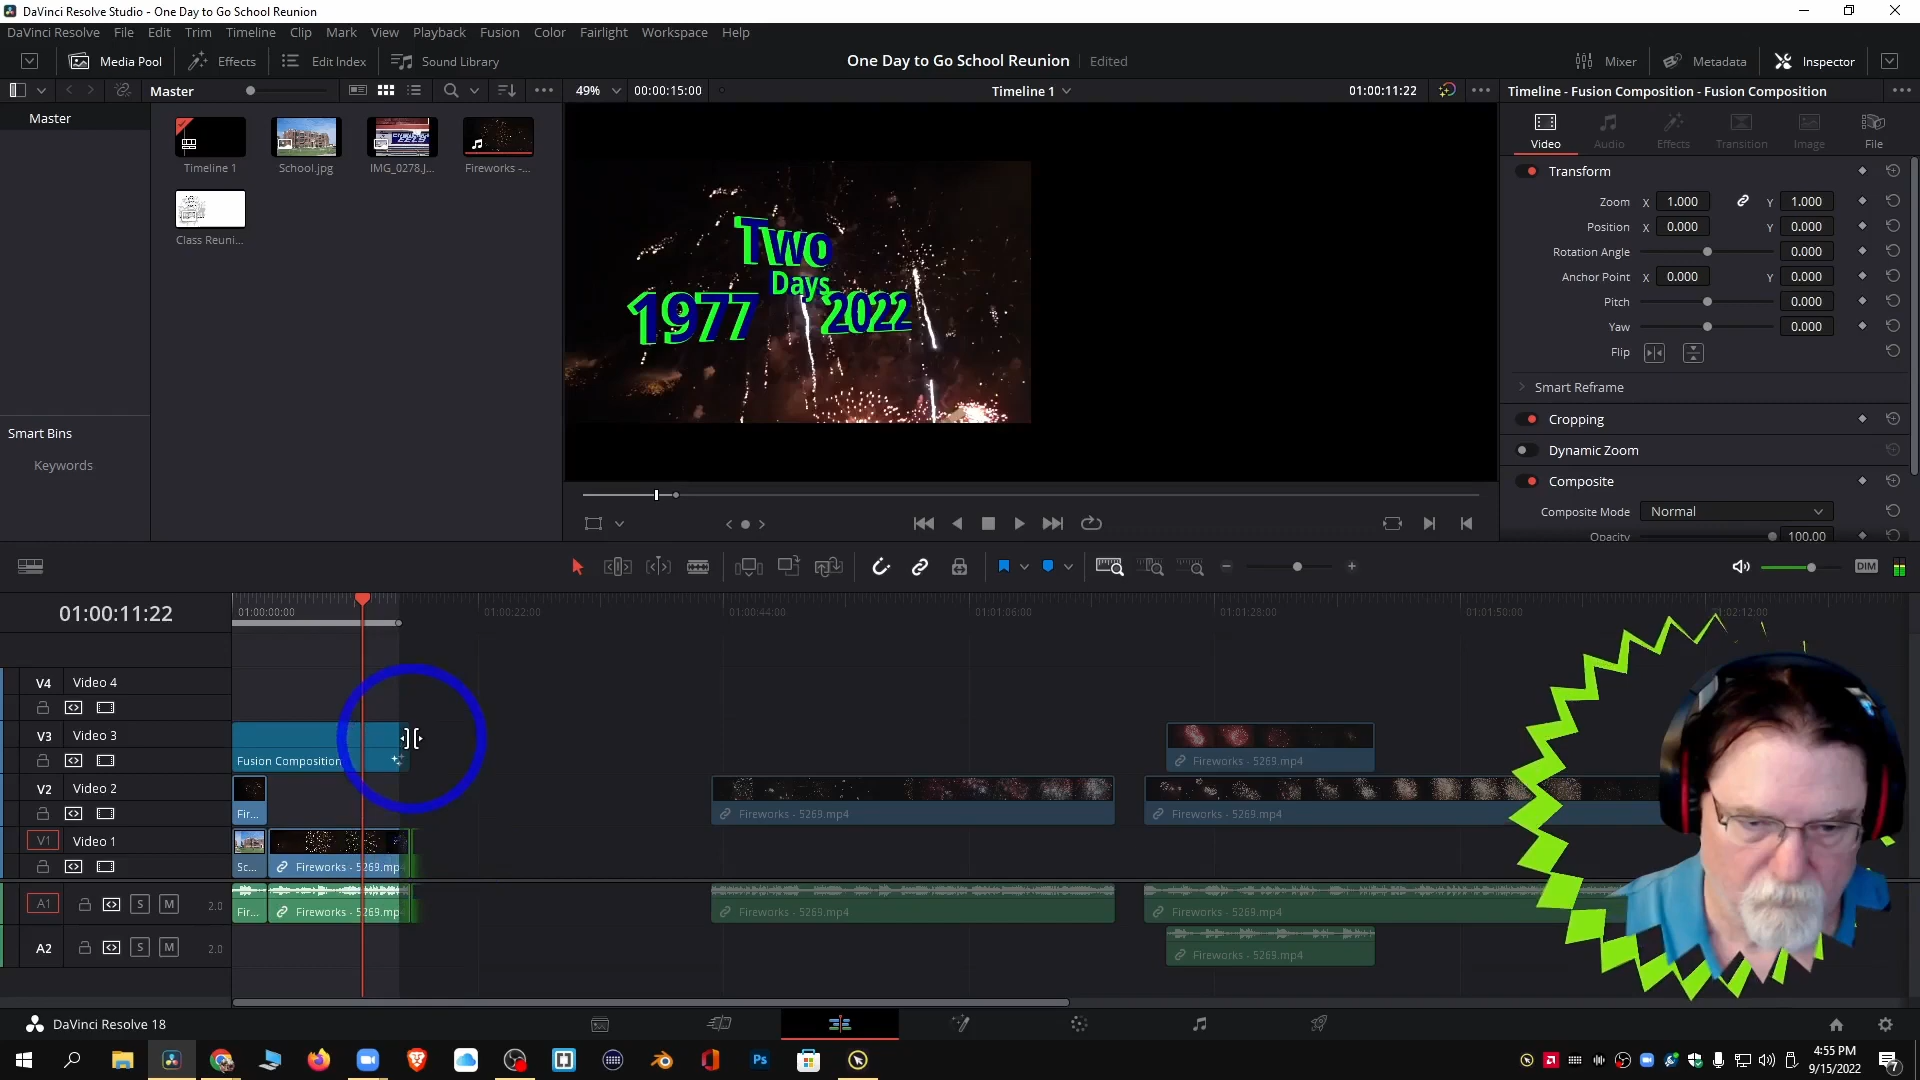 DaVinci Resolve Studio - One Day to Go School Reunion
DaVinci Resolve File Edit Trim Timeline Clip Mark View Playback Fusion Color Fairlight Workspace Help
Media Pool Effects Edit Index Sound Library One Day to Go School Reunion Edited Mixer Metadata Inspector
Master 49% 00:00:15:00 Timeline 1 01:00:11:22 Timeline - Fusion Composition - Fusion Composition
Master
Timeline 1 School.jpg IMG_0278.J... Fireworks -...
Class Reuni...
Smart Bins
Keywords
Two
Days
1977 2022
Video Audio Effects Transition Image File
Transform
Zoom X 1.000 Y 1.000
Position X 0.000 Y 0.000
Rotation Angle 0.000
Anchor Point X 0.000 Y 0.000
Pitch 0.000
Yaw 0.000
Flip
Smart Reframe
Cropping
Dynamic Zoom
Composite
Composite Mode Normal
Opacity 100.00
DIM
01:00:11:22 01:00:00:00 01:00:22:00 01:00:44:00 01:01:06:00 01:01:28:00 01:01:50:00 01:02:12:00
V4 Video 4
V3 Video 3
Fusion Composition Fireworks - 5269.mp4
V2 Video 2
Fir... Fireworks - 5269.mp4 Fireworks - 5269.mp4
V1 Video 1
Sc... Fireworks - 5269.mp
A1 S M 2.0 Fir... Fireworks - 5269.mp Fireworks - 5269.mp4 Fireworks - 5269.mp4
A2 S M 2.0 Fireworks - 5269.mp4
DaVinci Resolve 18
Ps
4:55 PM
9/15/2022
7